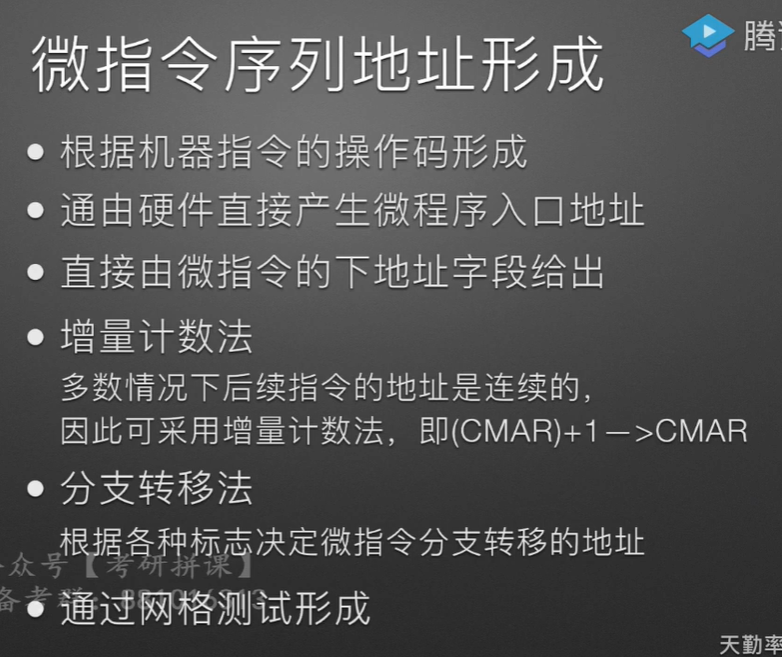 微指令序列地址形成
腾
● 根据机器指令的操作码形成
● 通由硬件直接产生微程序入口地址
● 直接由微指令的下地址字段给出
● 增量计数法
多数情况下后续指令的地址是连续的，
因此可采用增量计数法，即(CMAR)+1—>CMAR
● 分支转移法
根据各种标志决定微指令分支转移的地址
众号【考研拼课】
备考群：
● 通过网格测试形成
天勤率